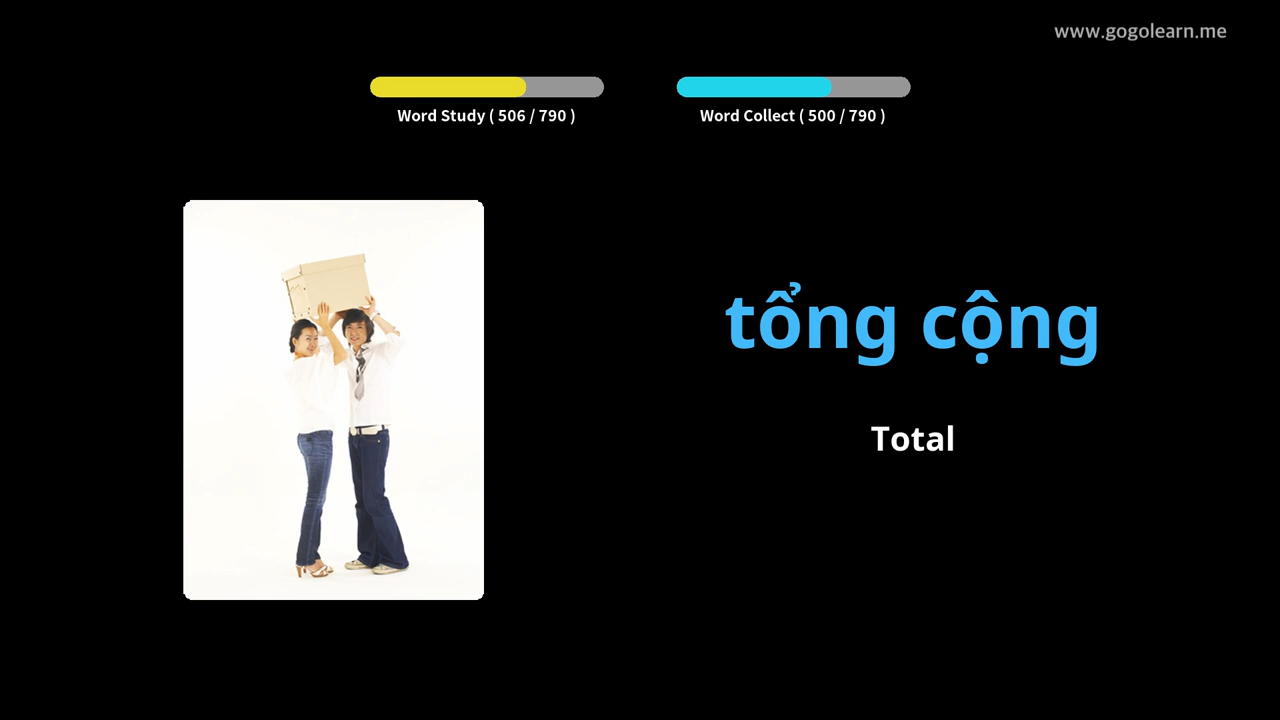 www.gogolearn.me
Word Study ( 506 / 790 )
Word Collect ( 500 / 790 )
tổng cộng
Total